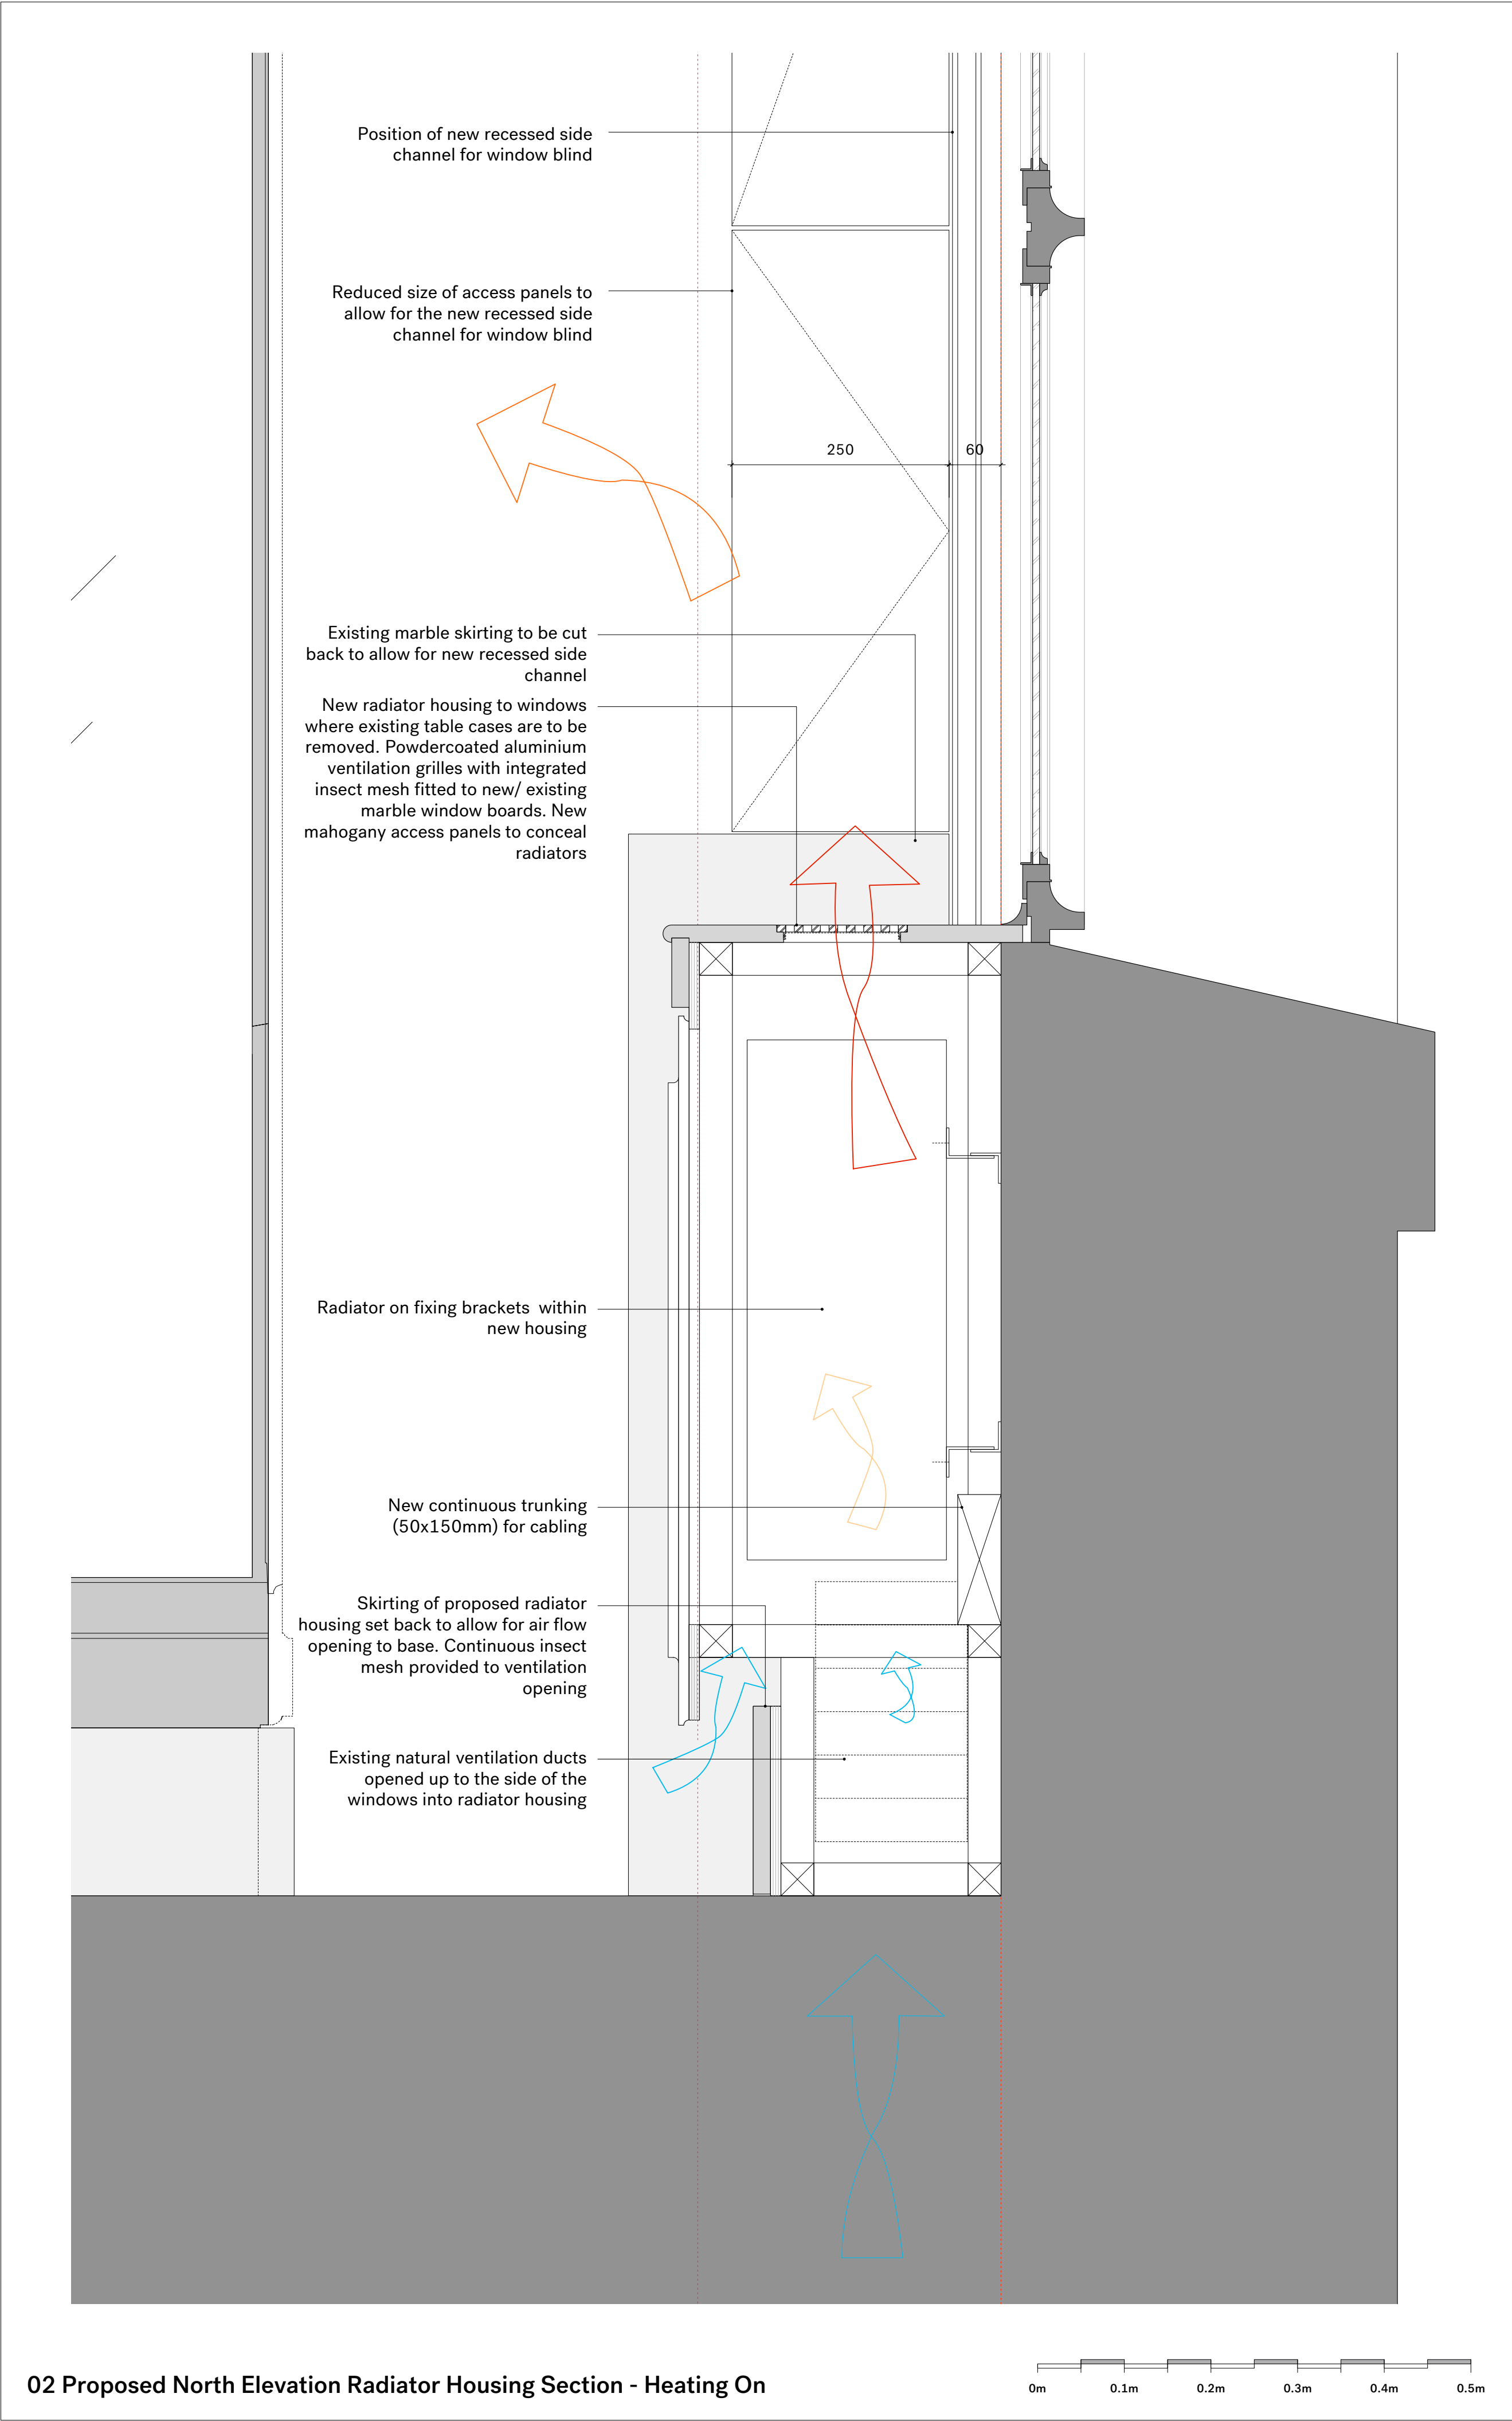 Position of new recessed side
channel for window blind
Reduced size of access panels to
allow for the new recessed side
channel for window blind
250
60
Existing marble skirting to be cut
back to allow for new recessed side
channel
New radiator housing to windows
where existing table cases are to be
removed. Powdercoated aluminium
ventilation grilles with integrated
insect mesh fitted to new/ existing
marble window boards. New
mahogany access panels to conceal
radiators
Radiator on fixing brackets within
new housing
New continuous trunking
(50x150mm) for cabling
Skirting of proposed radiator
housing set back to allow for air flow
opening to base. Continuous insect
mesh provided to ventilation
opening
Existing natural ventilation ducts
opened up to the side of the
windows into radiator housing
02 Proposed North Elevation Radiator Housing Section - Heating On
0m 0.1m 0.2m 0.3m 0.4m 0.5m